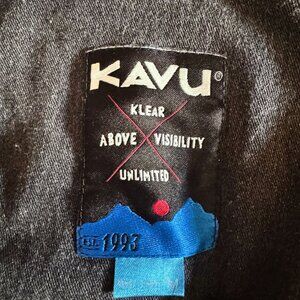 KAVU®
KLEAR
ABOVE VISIBILITY
UNLIMITED
EST 1993